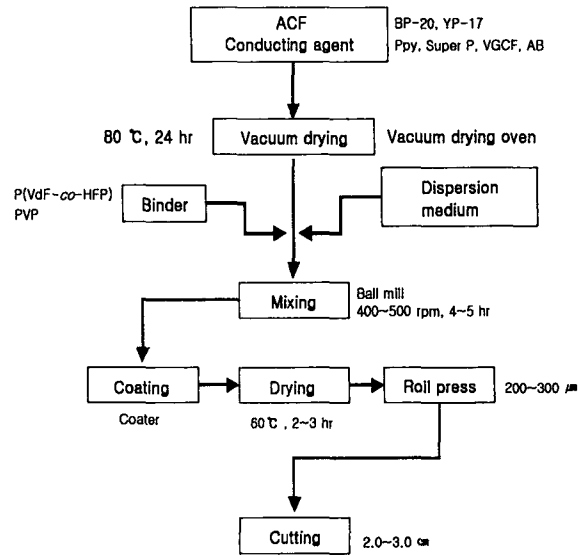 ACF
Conducting agent
BP-20, YP-17
Ppy, Super P, VGCF, AB
80 ℃, 24 hr
Vacuum drying
Vacuum drying oven
P(VdF-co-HFP)
PVP
Binder
Dispersion
medium
Mixing
Ball mill
400~500 rpm, 4~5 hr
Coating
Drying
Roll press
200~300 ㎛
Coater
60℃, 2~3 hr
Cutting
2.0~3.0 ㎝